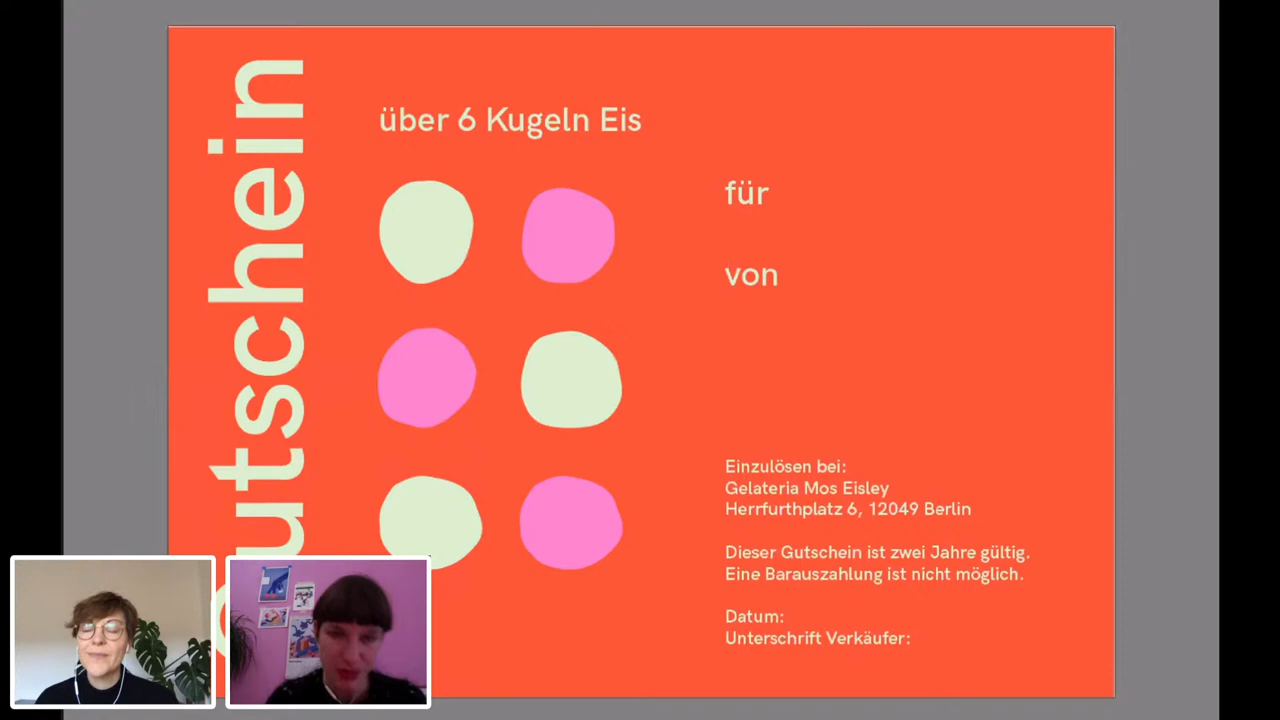 Gutschein
über 6 Kugeln Eis
für
von
Einzulösen bei:
Gelateria Mos Eisley
Herrfurthplatz 6, 12049 Berlin
Dieser Gutschein ist zwei Jahre gültig.
Eine Barauszahlung ist nicht möglich.
Datum:
Unterschrift Verkäufer: